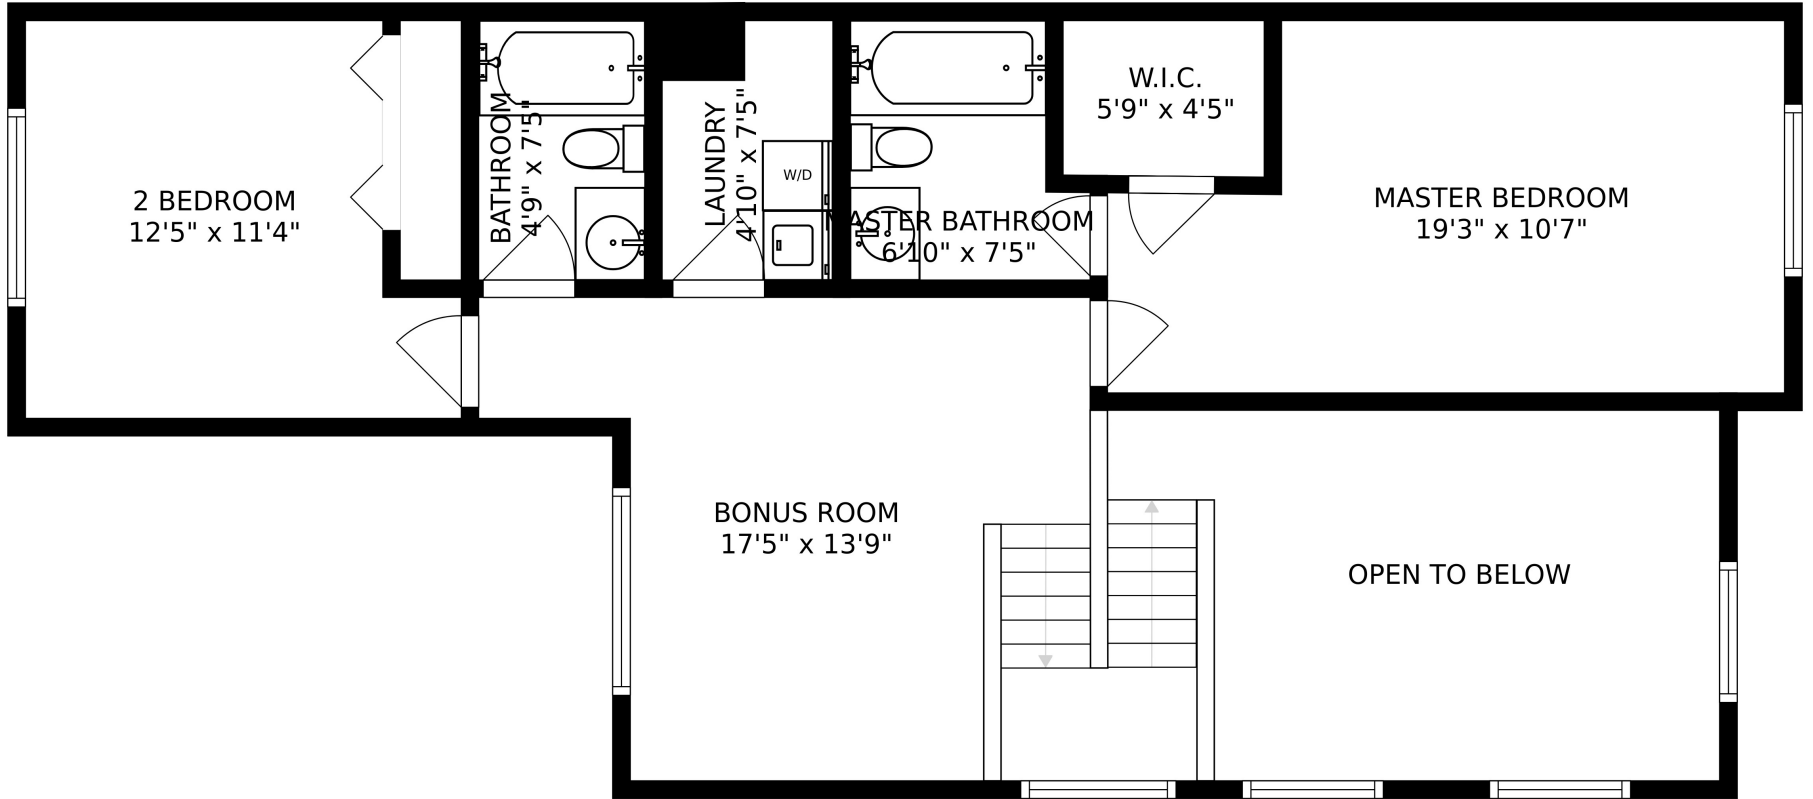 2 BEDROOM
12'5" x 11'4"
BATHROOM
4'9" x 7'5"
LAUNDRY
4'10" x 7'5"
W/D
MASTER BATHROOM
6'10" x 7'5"
W.I.C.
5'9" x 4'5"
MASTER BEDROOM
19'3" x 10'7"
BONUS ROOM
17'5" x 13'9"
OPEN TO BELOW